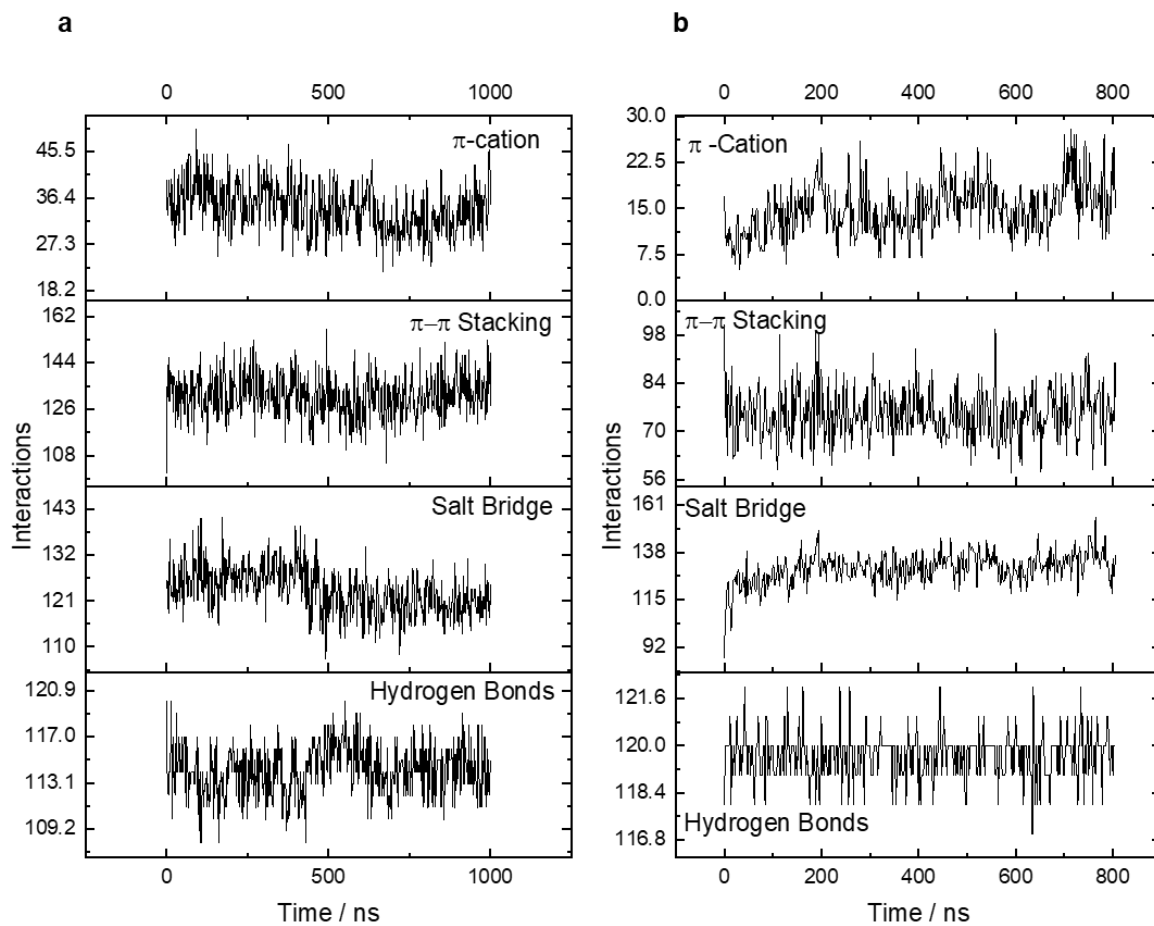 a
0 500 1000
π-cation
45.5
36.4
27.3
18.2
π–π Stacking
162
144
126
108
Salt Bridge
143
132
121
110
Hydrogen Bonds
120.9
117.0
113.1
109.2
Interactions
0 500 1000
Time / ns
b
0 200 400 600 800
π -Cation
30.0
22.5
15.0
7.5
0.0
π–π Stacking
98
84
70
56
Salt Bridge
161
138
115
92
Hydrogen Bonds
121.6
120.0
118.4
116.8
Interactions
0 200 400 600 800
Time / ns